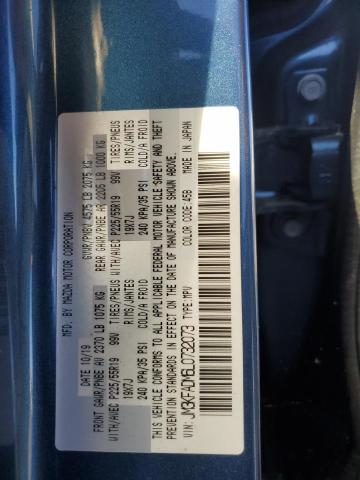 MFD. BY MAZDA MOTOR CORPORATION
DATE 10/19 GVWR/PNBV 4575 LB 2075 KG
FRONT GAWR/PNBE AV 2370 LB 1075 KG REAR GAWR/PNBE AR 2205 LB 1000 KG
WITH/AVEC P225/55R19 99V TIRES/PNEUS WITH/AVEC P225/55R19 99V TIRES/PNEUS
19X7J RIMS/JANTES 19X7J RIMS/JANTES
240 KPA/35 PSI COLD/A FROID 240 KPA/35 PSI COLD/A FROID
THIS VEHICLE CONFORMS TO ALL APPLICABLE FEDERAL MOTOR VEHICLE SAFETY AND THEFT
PREVENTION STANDARDS IN EFFECT ON THE DATE OF MANUFACTURE SHOWN ABOVE.
VIN: JM3KFADM6L0732073 TYPE:MPV COLOR CODE:45B MADE IN JAPAN